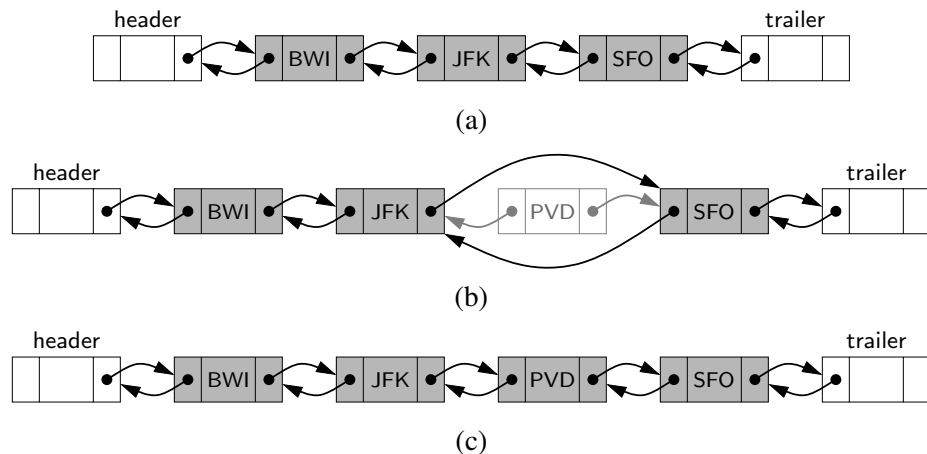 header trailer
BWI JFK SFO
(a)
header trailer
BWI JFK PVD SFO
(b)
header trailer
BWI JFK PVD SFO
(c)